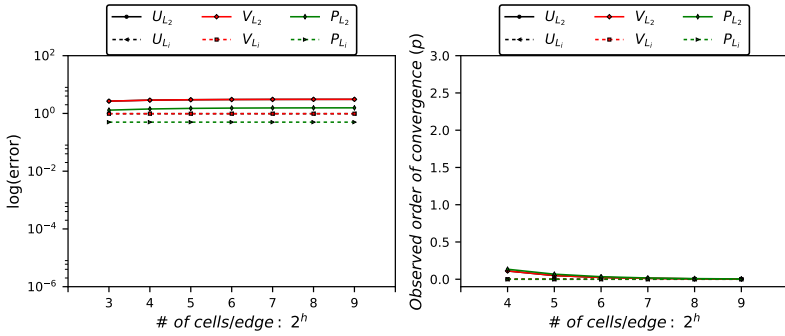 U_{L_2} V_{L_2} P_{L_2}
U_{L_i} V_{L_i} P_{L_i}
10^2
10^0
10^{-2}
10^{-4}
10^{-6}
log(error)
3 4 5 6 7 8 9
# of cells/edge: 2^h
U_{L_2} V_{L_2} P_{L_2}
U_{L_i} V_{L_i} P_{L_i}
3.0
2.5
2.0
1.5
1.0
0.5
0.0
Observed order of convergence (p)
4 5 6 7 8 9
# of cells/edge: 2^h